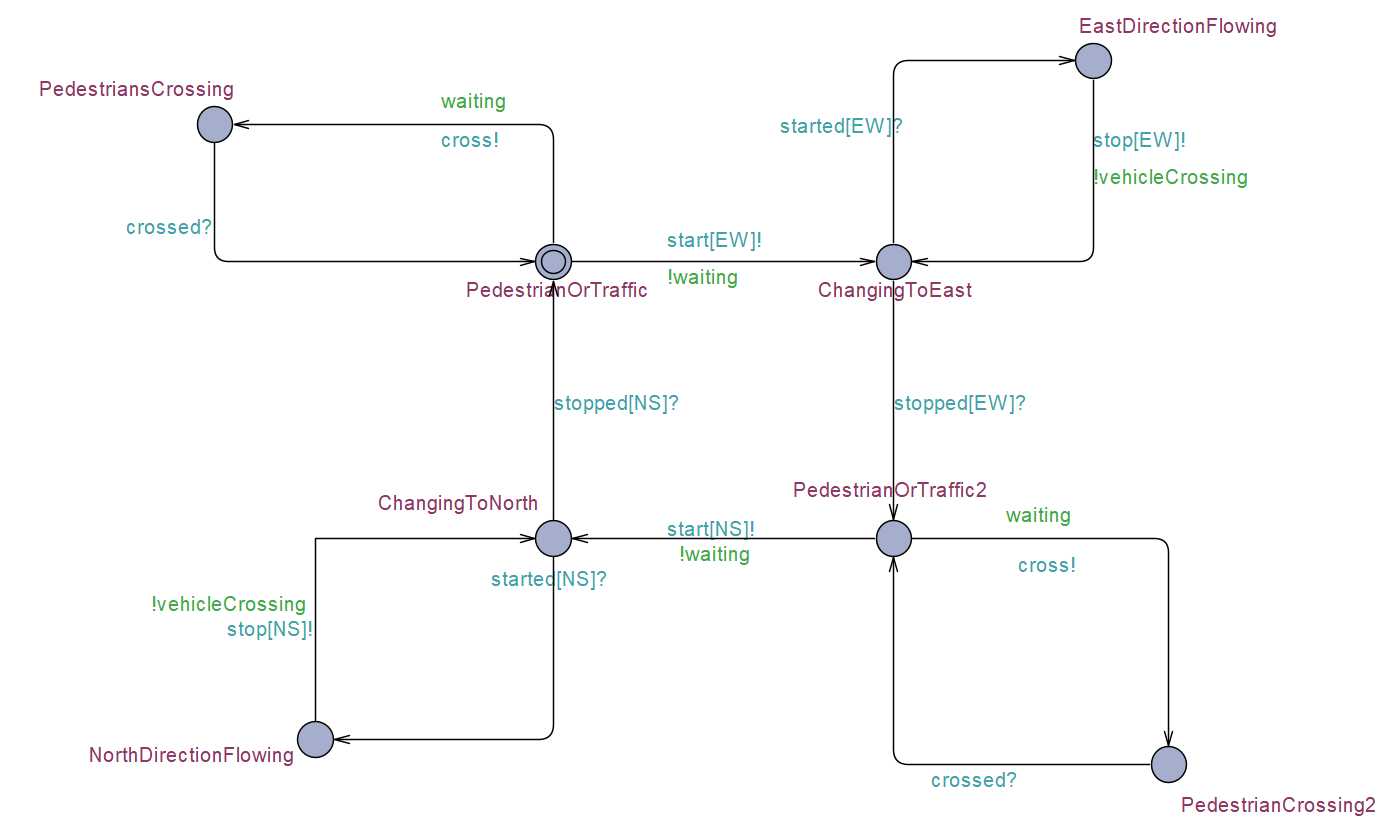 EastDirectionFlowing
PedestriansCrossing
waiting
cross!
started[EW]?
stop[EW]!
!vehicleCrossing
crossed?
start[EW]!
!waiting
PedestrianOrTraffic
ChangingToEast
stopped[NS]?
stopped[EW]?
ChangingToNorth
PedestrianOrTraffic2
start[NS]!
!waiting
waiting
cross!
started[NS]?
!vehicleCrossing
stop[NS]!
NorthDirectionFlowing
crossed?
PedestrianCrossing2